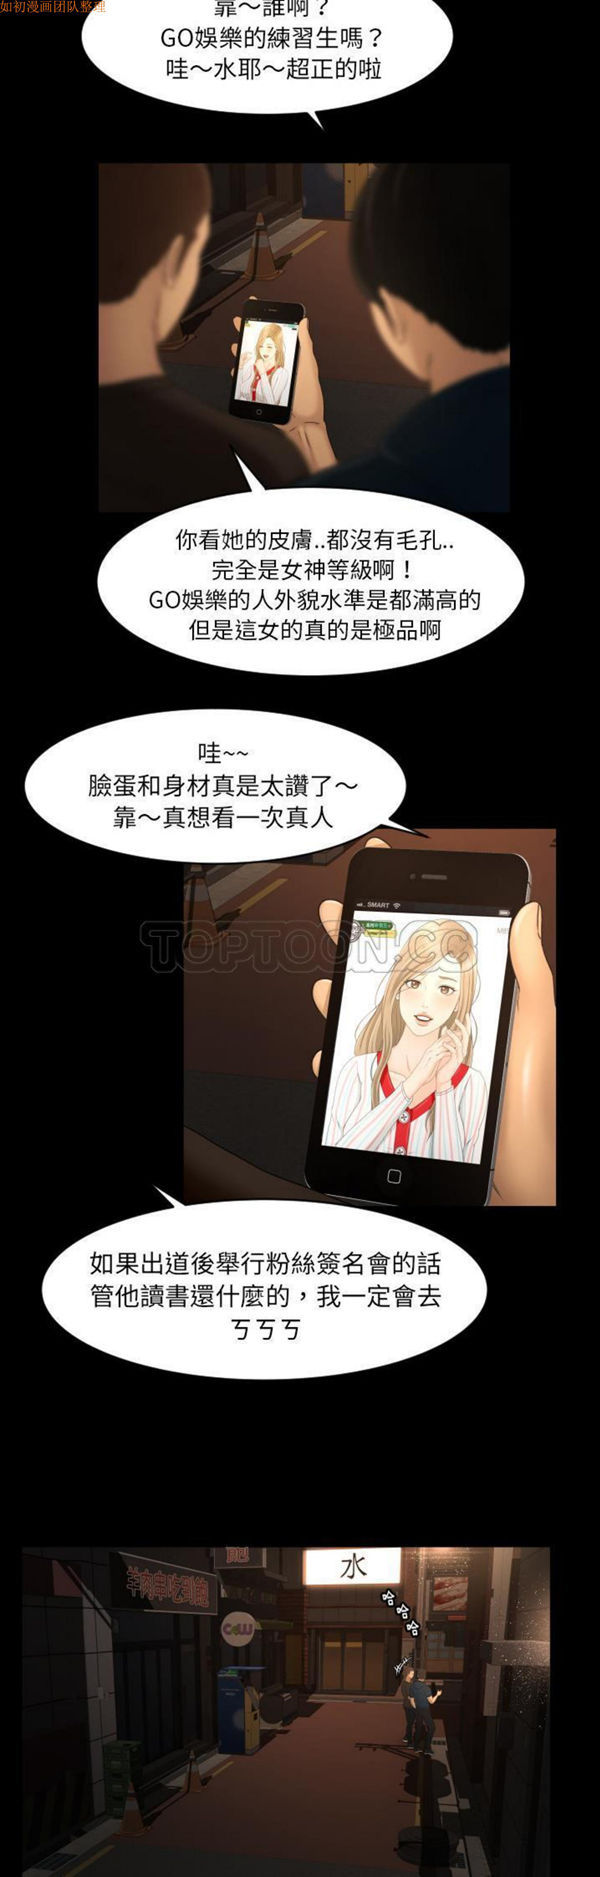 如初漫画团队整理
靠～誰啊？
GO娛樂的練習生嗎？
哇～水耶～超正的啦
你看她的皮膚..都沒有毛孔..
完全是女神等級啊！
GO娛樂的人外貌水準是都滿高的
但是這女的真的是極品啊
哇~~
臉蛋和身材真是太讚了～
靠～真想看一次真人
SMART
TOPTOON.CO
如果出道後舉行粉絲簽名會的話
管他讀書還什麼的，我一定會去
ㄎㄎㄎ
羊肉串吃到飽
水
哈哈哈